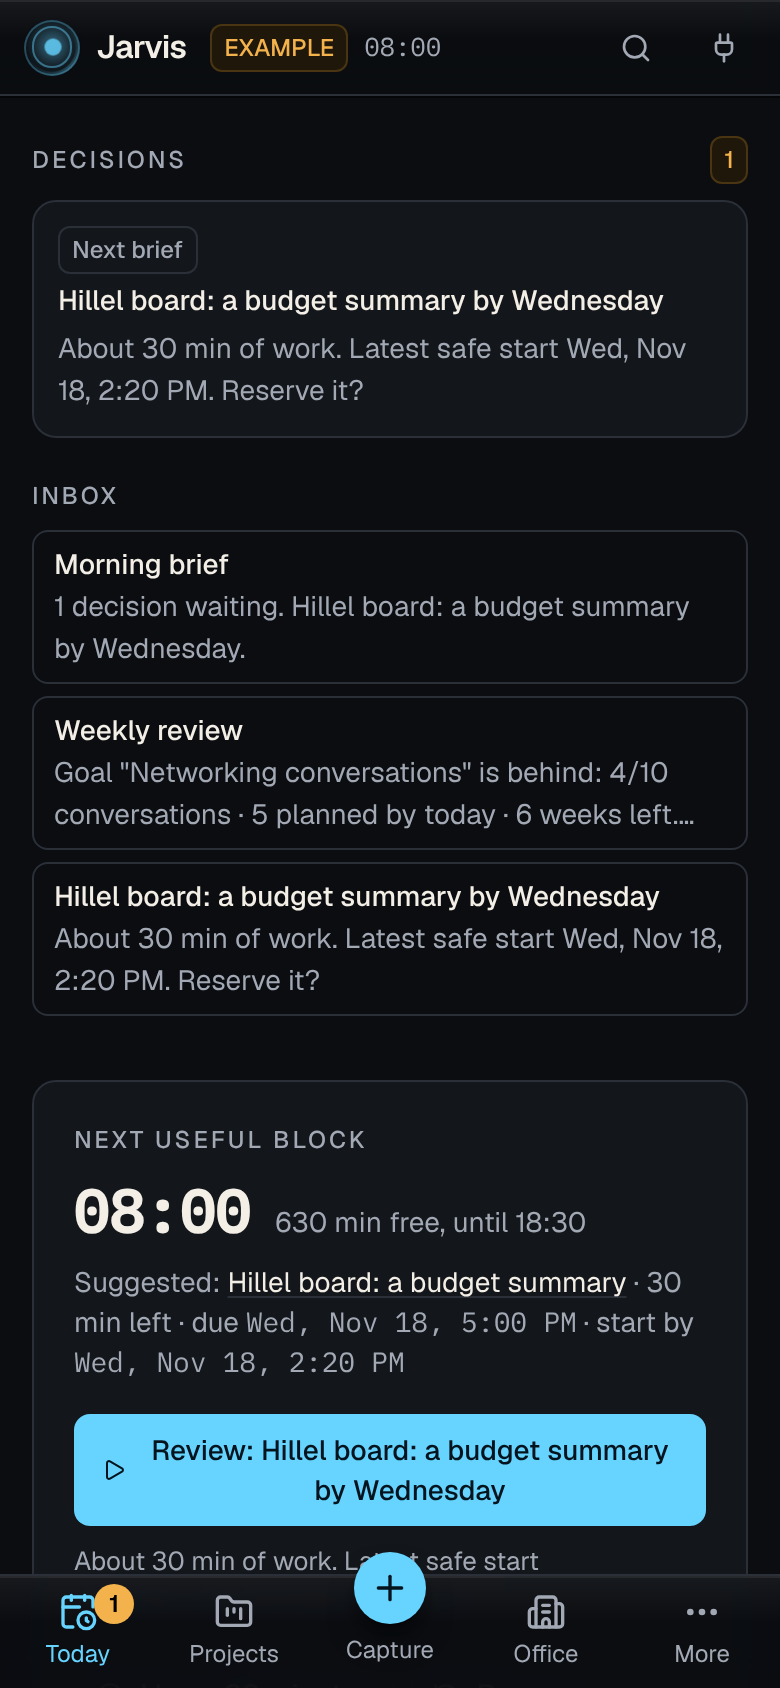 Jarvis EXAMPLE 08:00
DECISIONS 1
Next brief
Hillel board: a budget summary by Wednesday
About 30 min of work. Latest safe start Wed, Nov
18, 2:20 PM. Reserve it?
INBOX
Morning brief
1 decision waiting. Hillel board: a budget summary
by Wednesday.
Weekly review
Goal "Networking conversations" is behind: 4/10
conversations · 5 planned by today · 6 weeks left....
Hillel board: a budget summary by Wednesday
About 30 min of work. Latest safe start Wed, Nov 18,
2:20 PM. Reserve it?
NEXT USEFUL BLOCK
08:00 630 min free, until 18:30
Suggested: Hillel board: a budget summary · 30
min left · due Wed, Nov 18, 5:00 PM · start by
Wed, Nov 18, 2:20 PM
Review: Hillel board: a budget summary
by Wednesday
About 30 min of work. safe start
1
Today Projects Capture Office More